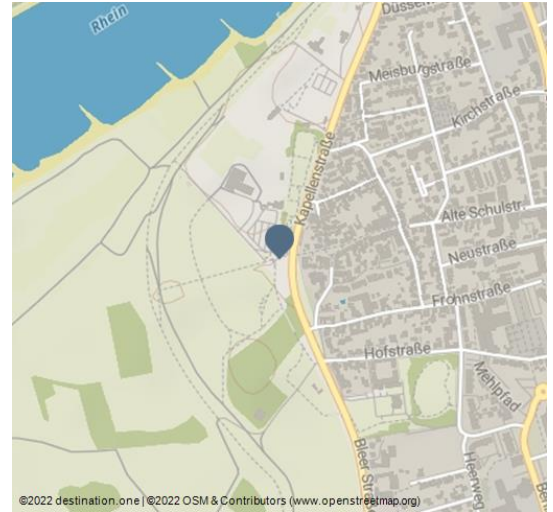 Rhein
Düssel
Meisburgstraße
Kirchstraße
Kapellenstraße
Alte Schulstr.
Neustraße
Frohnstraße
Hofstraße
Mehlpfad
Bleer Str
Heerweg
Be
©2022 destination.one | ©2022 OSM & Contributors (www.openstreetmap.org)